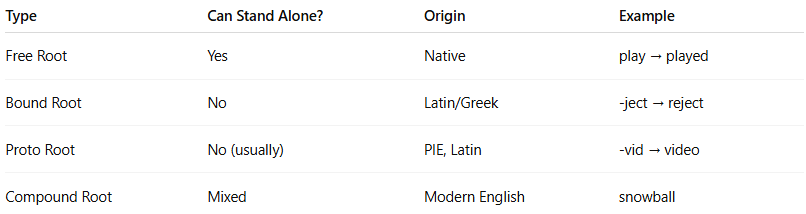 Type Can Stand Alone? Origin Example
Free Root Yes Native play → played
Bound Root No Latin/Greek -ject → reject
Proto Root No (usually) PIE, Latin -vid → video
Compound Root Mixed Modern English snowball